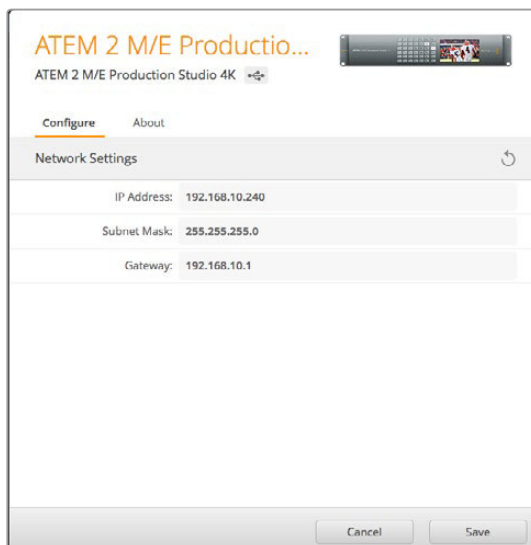 ATEM 2 M/E Productio...
ATEM 2 M/E Production Studio 4K
Configure About
Network Settings
IP Address: 192.168.10.240
Subnet Mask: 255.255.255.0
Gateway: 192.168.10.1
Cancel Save